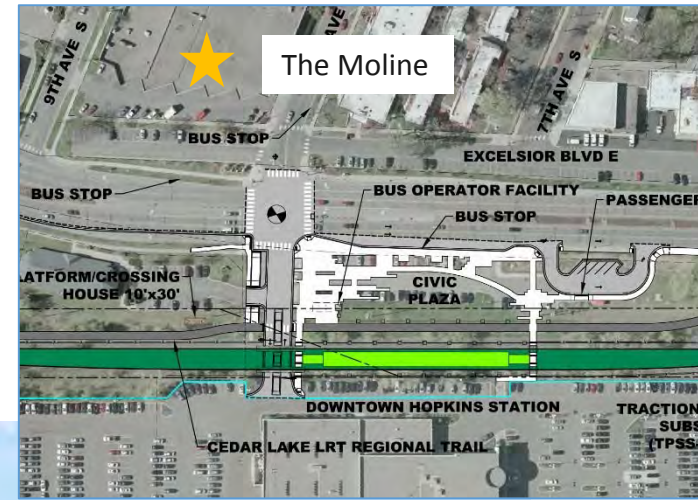 9TH AVE S
The Moline
AVE
7TH AVE S
BUS STOP
EXCELSIOR BLVD E
BUS STOP
BUS OPERATOR FACILITY
BUS STOP
PASSENGER
LATFORM/CROSSING
HOUSE 10'x30'
CIVIC
PLAZA
DOWNTOWN HOPKINS STATION
TRACTION
SUBS
(TPSS
CEDAR LAKE LRT REGIONAL TRAIL